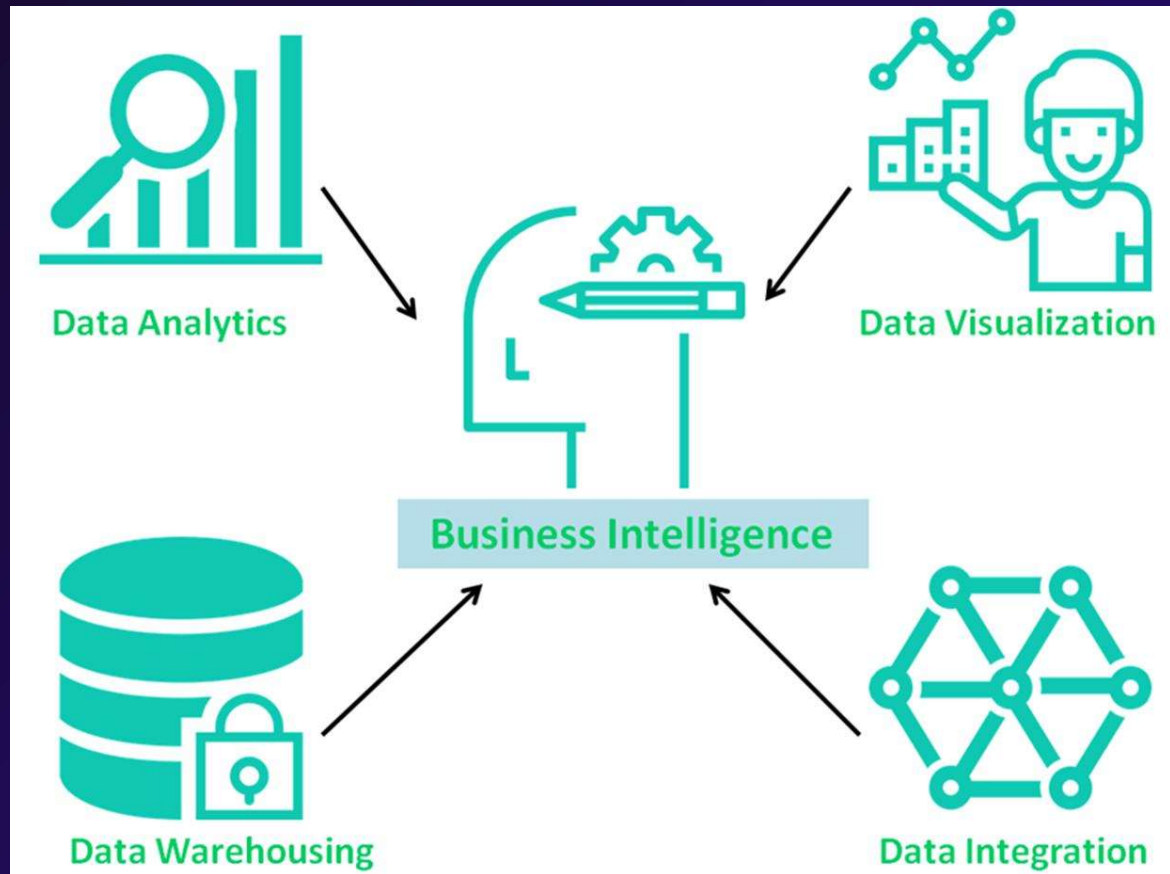 Data Analytics
Data Visualization
Business Intelligence
Data Warehousing
Data Integration